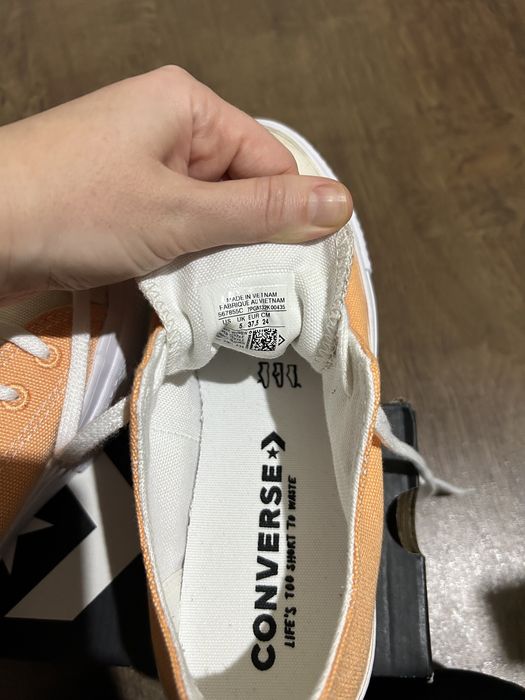 MADE IN VIETNAM
FABRIQUE AU VIETNAM
567855C
US UK EUR CM
5 37.5 24
CONVERSE
LIFE'S TOO SHORT TO WASTE